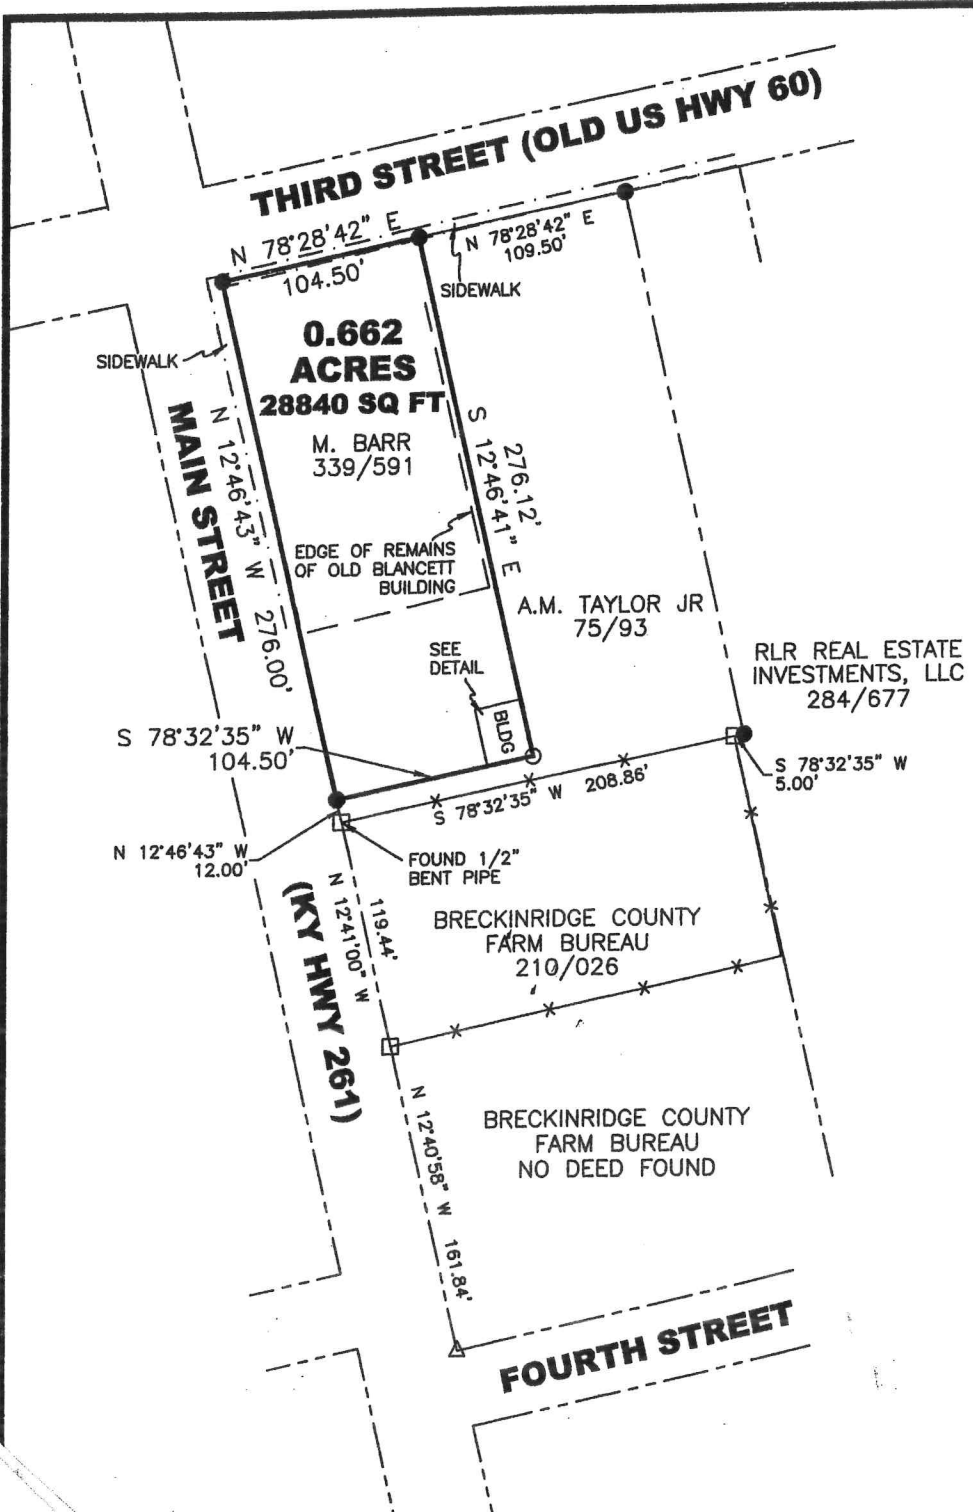 THIRD STREET (OLD US HWY 60)
N 78°28'42" E
104.50'
N 78°28'42" E
109.50'
SIDEWALK
SIDEWALK
0.662
ACRES
28840 SQ FT
M. BARR
339/591
MAIN STREET
N 12°46'43" W 276.00'
276.12'
S 12°46'41" E
EDGE OF REMAINS
OF OLD BLANCETT
BUILDING
A.M. TAYLOR JR
75/93
SEE
DETAIL
BLDG
RLR REAL ESTATE
INVESTMENTS, LLC
284/677
S 78°32'35" W
104.50'
S 78°32'35" W
5.00'
S 78°32'35" W 208.86'
N 12°46'43" W
12.00'
FOUND 1/2"
BENT PIPE
119.44'
N 12°41'00" W
(KY HWY 261)
BRECKINRIDGE COUNTY
FARM BUREAU
210/026
BRECKINRIDGE COUNTY
FARM BUREAU
NO DEED FOUND
N 12°40'58" W 161.84'
FOURTH STREET